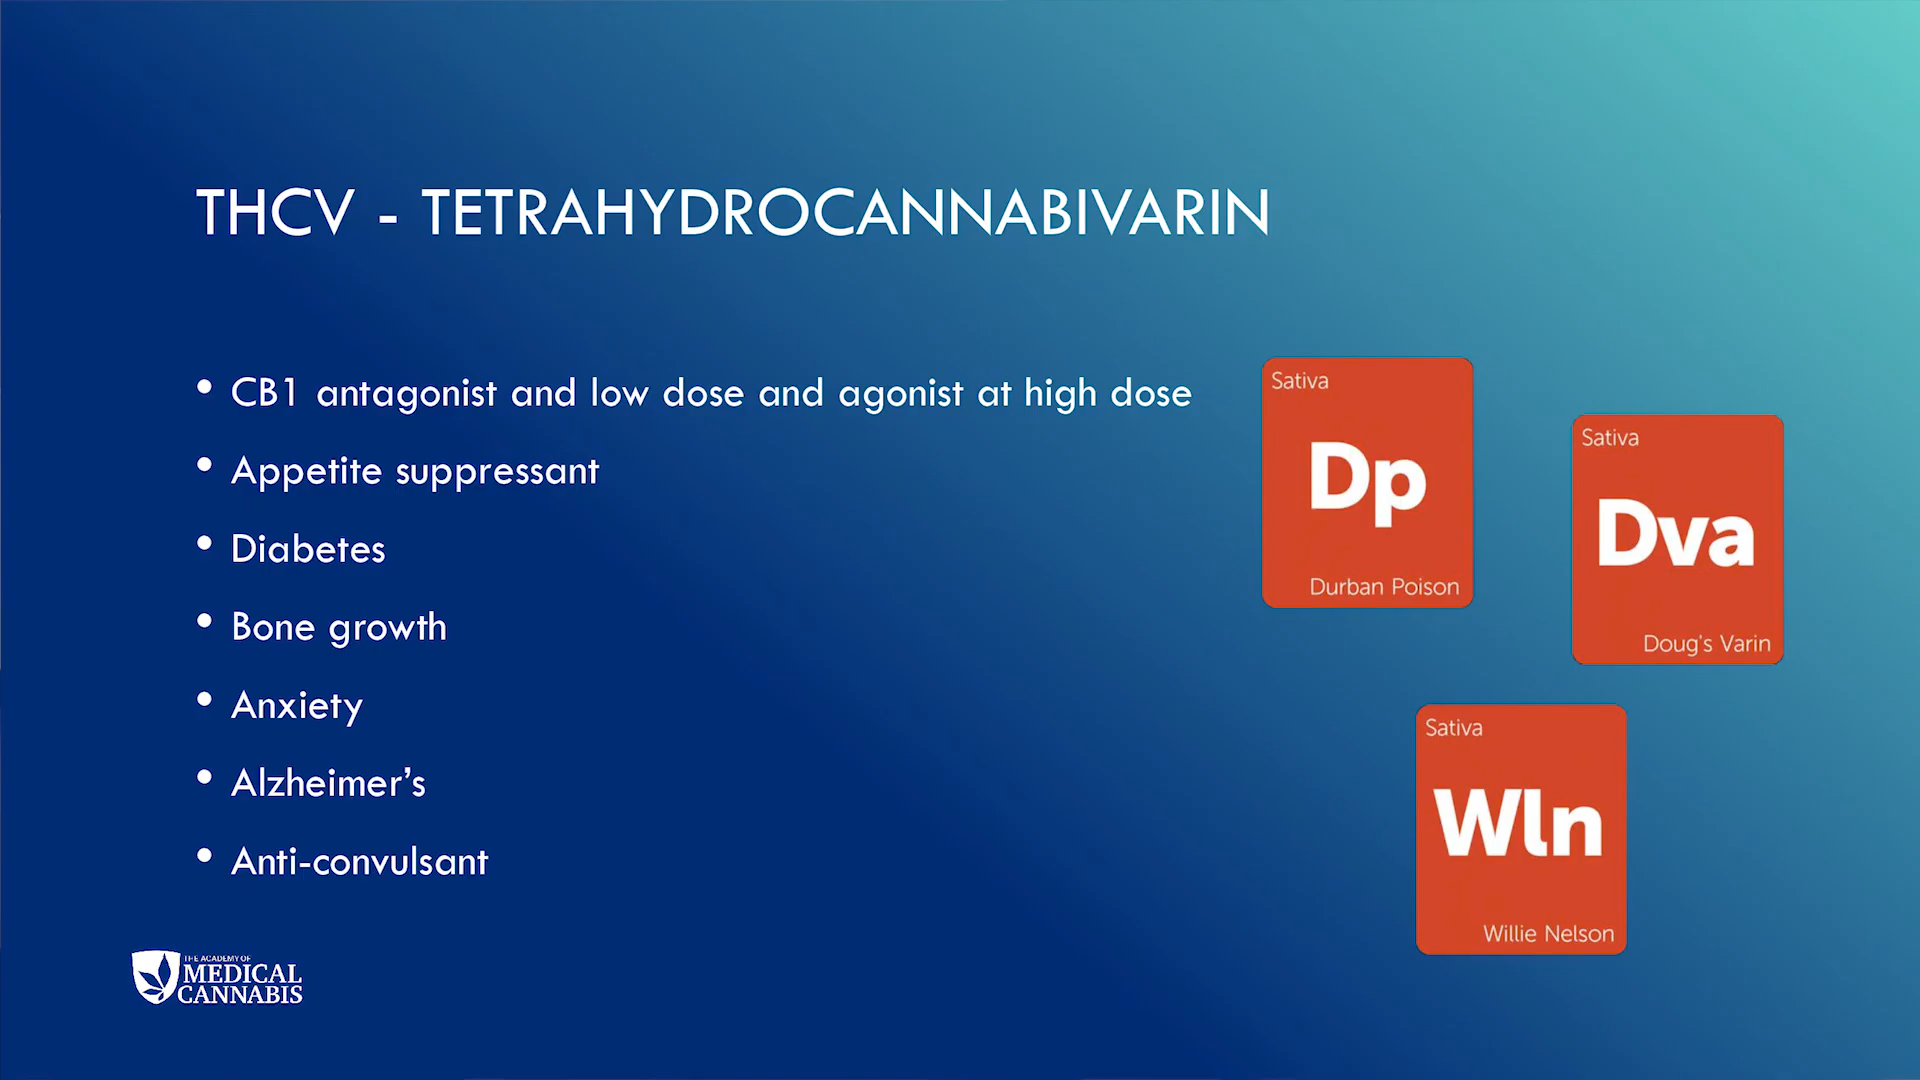 THCV - TETRAHYDROCANNABIVARIN
• CB1 antagonist and low dose and agonist at high dose
• Appetite suppressant
• Diabetes
• Bone growth
• Anxiety
• Alzheimer’s
• Anti-convulsant
Sativa
Dp
Durban Poison
Sativa
Dva
Doug's Varin
Sativa
Wln
Willie Nelson
THE ACADEMY OF
MEDICAL
CANNABIS